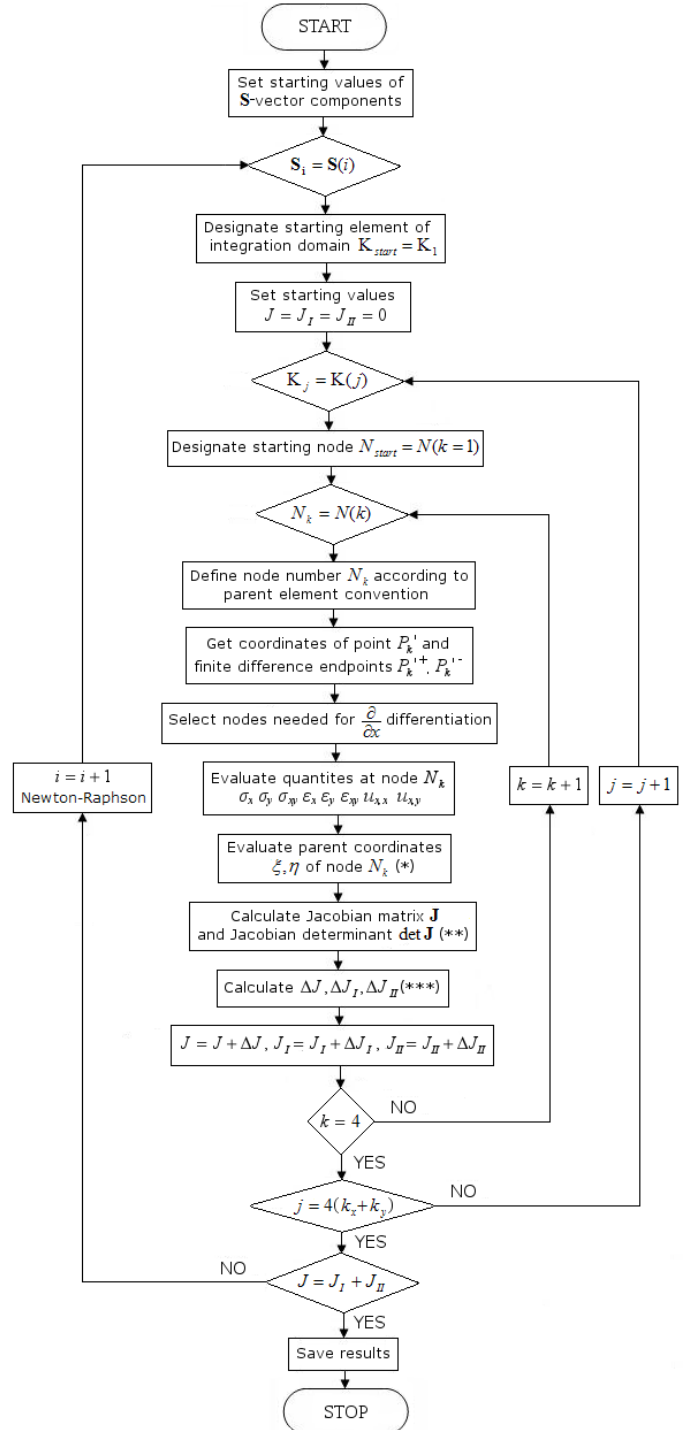 START
Set starting values of
S-vector components
S_i = S(i)
Designate starting element of
integration domain K_start = K_1
Set starting values
J = J_I = J_II = 0
K_j = K(j)
Designate starting node N_start = N(k=1)
N_k = N(k)
Define node number N_k according to
parent element convention
Get coordinates of point P_k' and
finite difference endpoints P_k'^+, P_k'^-
Select nodes needed for ∂/∂x differentiation
i = i+1
Newton-Raphson
Evaluate quantites at node N_k
σ_x σ_y σ_xy ε_x ε_y ε_xy u_x,x u_x,y
k = k+1
j = j+1
Evaluate parent coordinates
ξ,η of node N_k (*)
Calculate Jacobian matrix J
and Jacobian determinant det J (**)
Calculate ΔJ, ΔJ_I, ΔJ_II (***)
J = J + ΔJ, J_I = J_I + ΔJ_I, J_II = J_II + ΔJ_II
k = 4
NO
YES
j = 4(k_x+k_y)
NO
YES
NO
J = J_I + J_II
YES
Save results
STOP